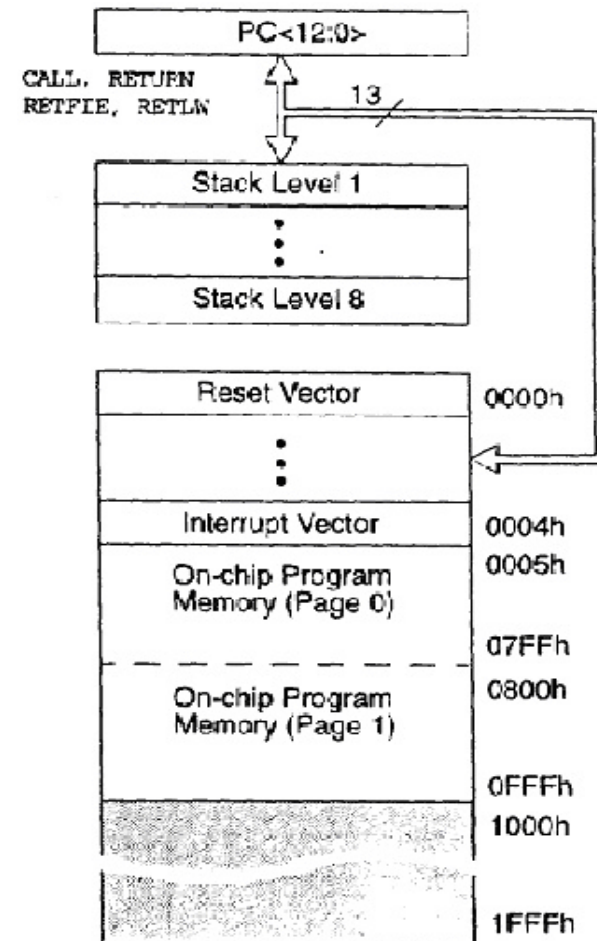 PC<12:0>
CALL, RETURN
RETFIE, RETLW
13
Stack Level 1
Stack Level 8
Reset Vector
0000h
Interrupt Vector
0004h
0005h
On-chip Program
Memory (Page 0)
07FFh
0800h
On-chip Program
Memory (Page 1)
0FFFh
1000h
1FFFh